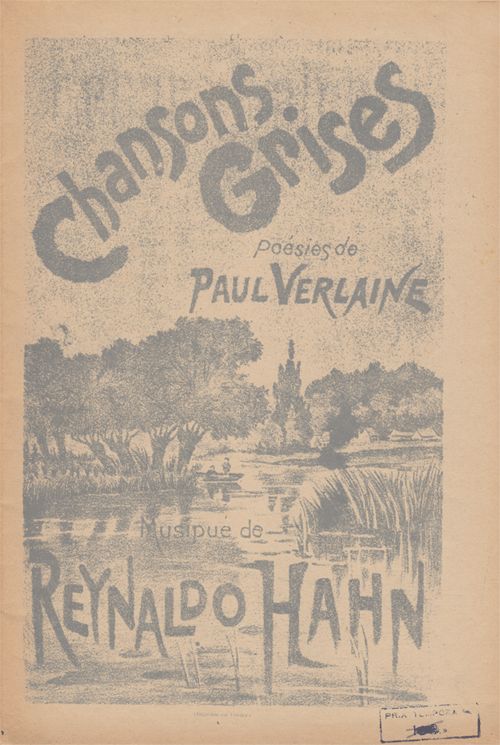 Chansons
Grises
Poésies de
PAUL VERLAINE
Musique de
REYNALDO HAHN